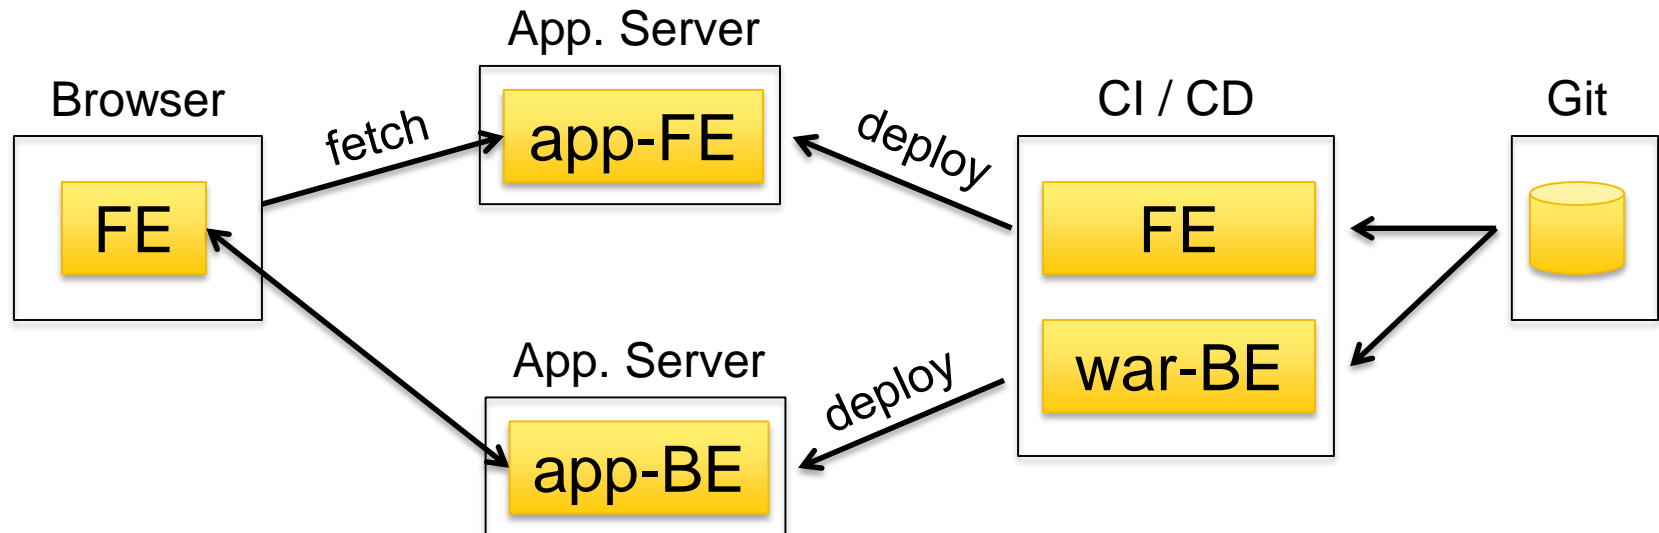 App. Server
Browser
CI / CD
Git
fetch
app-FE
deploy
FE
FE
App. Server
deploy
war-BE
app-BE